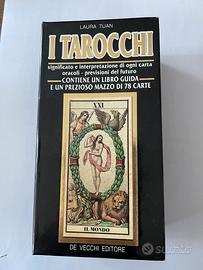 LAURA TUAN
I TAROCCHI
significato e interpretazione di ogni carta
oracoli - previsioni del futuro
CONTIENE UN LIBRO GUIDA
E UN PREZIOSO MAZZO DI 78 CARTE
XXI
IL MONDO
DE VECCHI EDITORE
subito